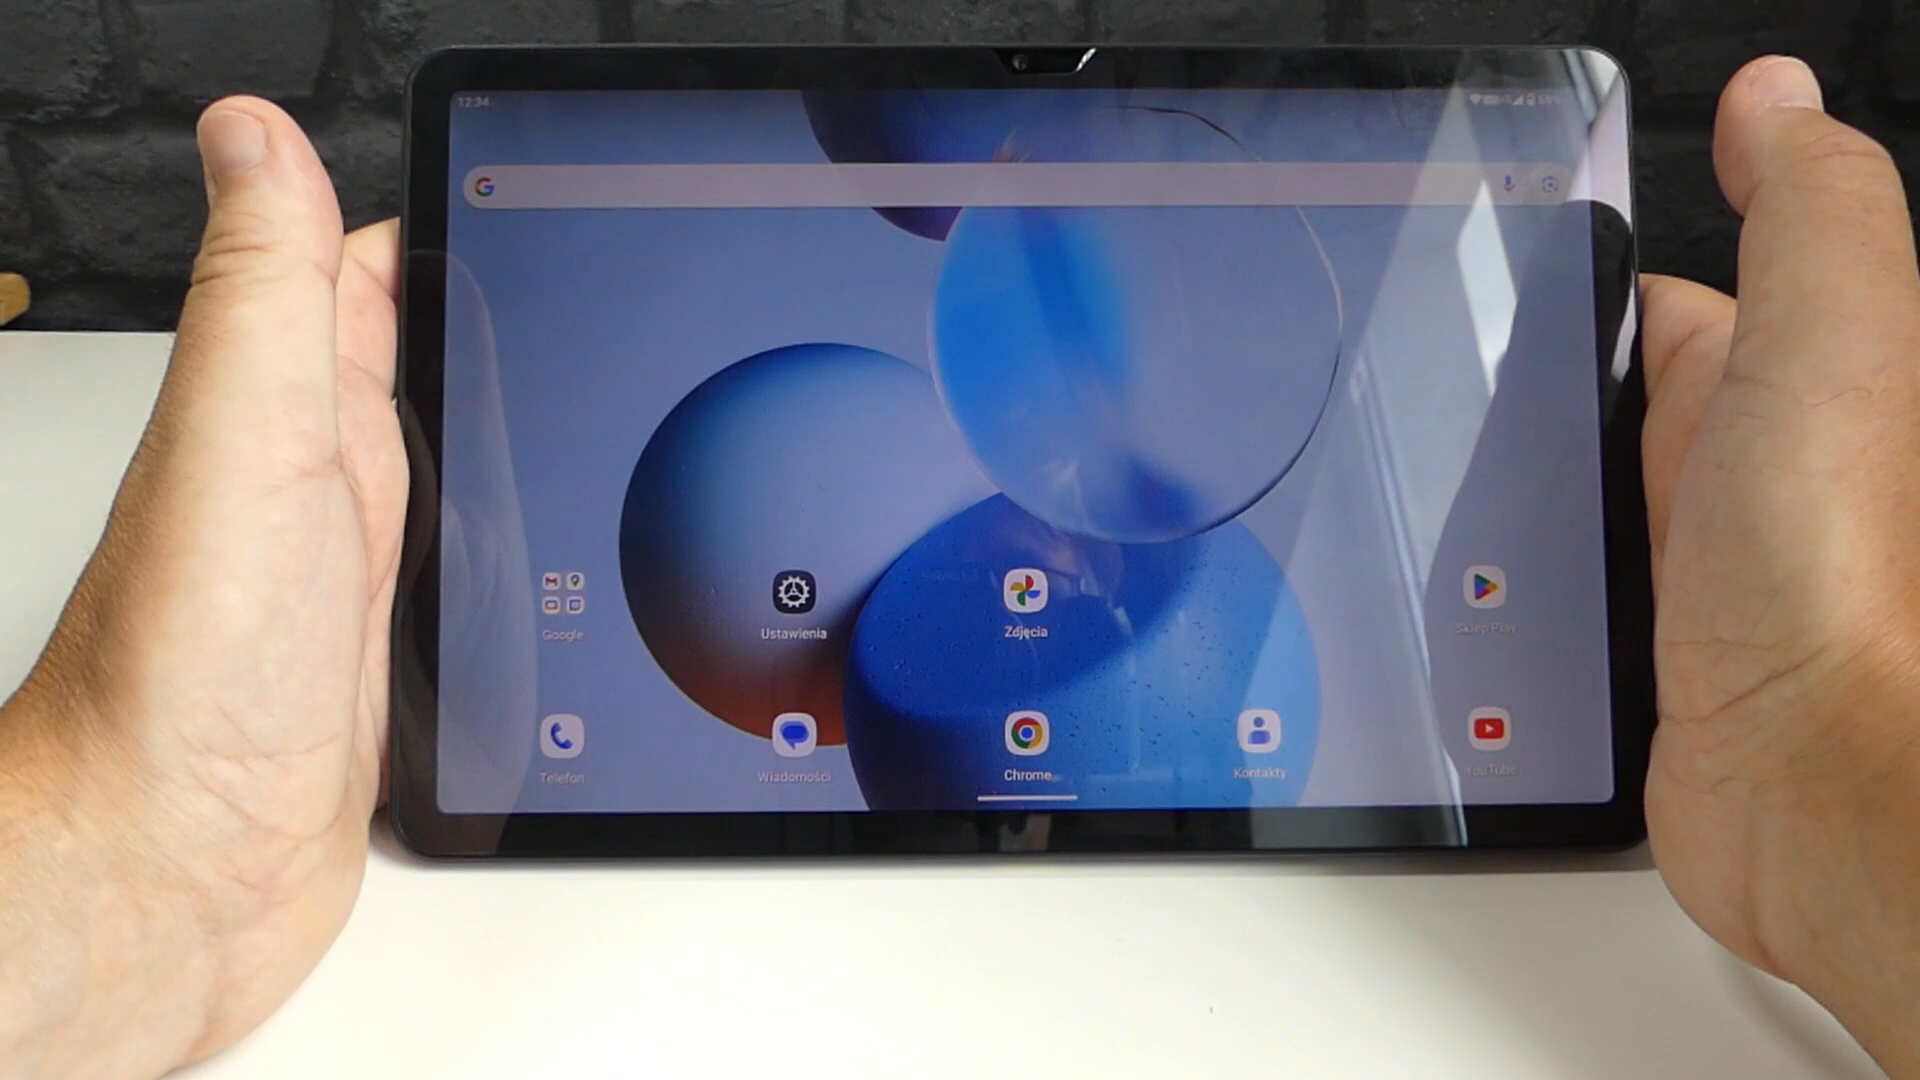 12:34
Google
Ustawienia
Zdjęcia
Sklep Play
Telefon
Wiadomości
Chrome
Kontakty
YouTube